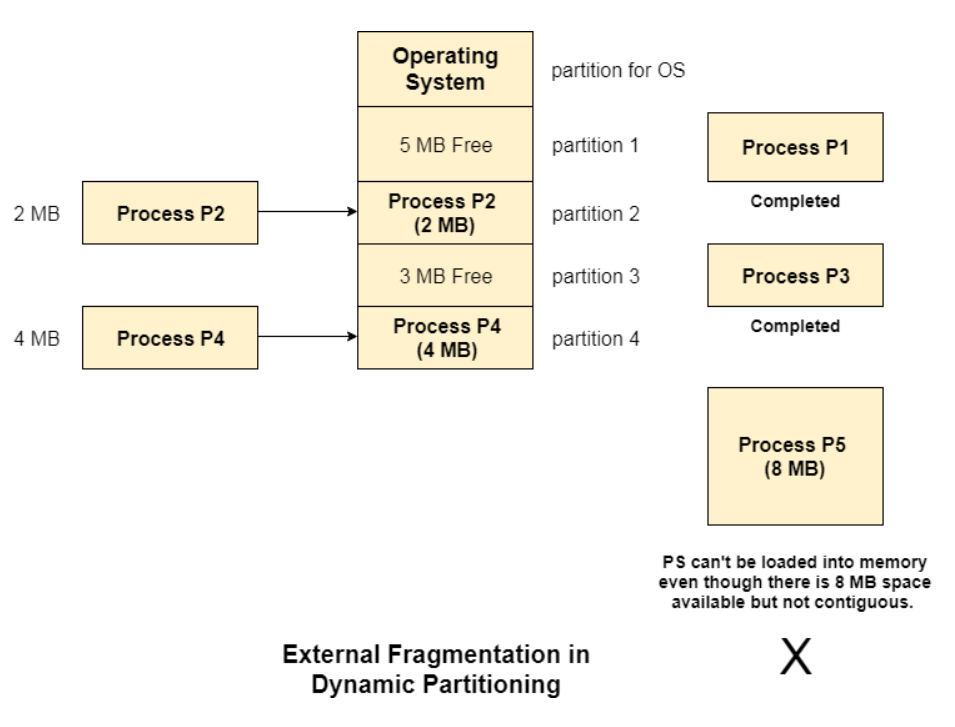 Operating
System
partition for OS
5 MB Free
partition 1
Process P1
Completed
2 MB
Process P2
Process P2
(2 MB)
partition 2
3 MB Free
partition 3
Process P3
Completed
4 MB
Process P4
Process P4
(4 MB)
partition 4
Process P5
(8 MB)
PS can't be loaded into memory
even though there is 8 MB space
available but not contiguous.
External Fragmentation in
Dynamic Partitioning
X